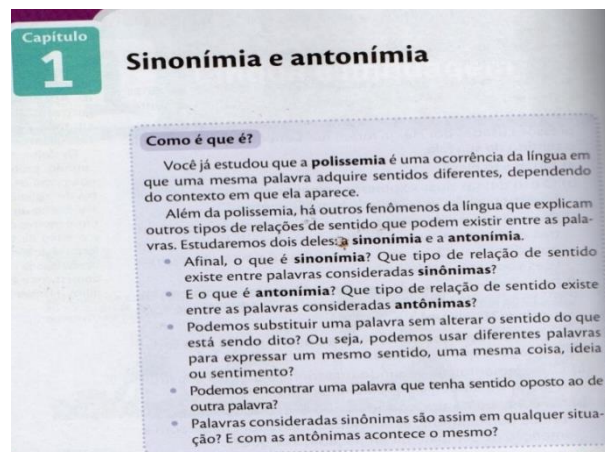 Capítulo
1
Sinonímia e antonímia
Como é que é?
Você já estudou que a polissemia é uma ocorrência da língua em
que uma mesma palavra adquire sentidos diferentes, dependendo
do contexto em que ela aparece.
Além da polissemia, há outros fenômenos da língua que explicam
outros tipos de relações de sentido que podem existir entre as pala-
vras. Estudaremos dois deles: a sinonímia e a antonímia.
• Afinal, o que é sinonímia? Que tipo de relação de sentido
existe entre palavras consideradas sinônimas?
• E o que é antonímia? Que tipo de relação de sentido existe
entre as palavras consideradas antônimas?
• Podemos substituir uma palavra sem alterar o sentido do que
está sendo dito? Ou seja, podemos usar diferentes palavras
para expressar um mesmo sentido, uma mesma coisa, ideia
ou sentimento?
• Podemos encontrar uma palavra que tenha sentido oposto ao de
outra palavra?
• Palavras consideradas sinônimas são assim em qualquer situa-
ção? E com as antônimas acontece o mesmo?